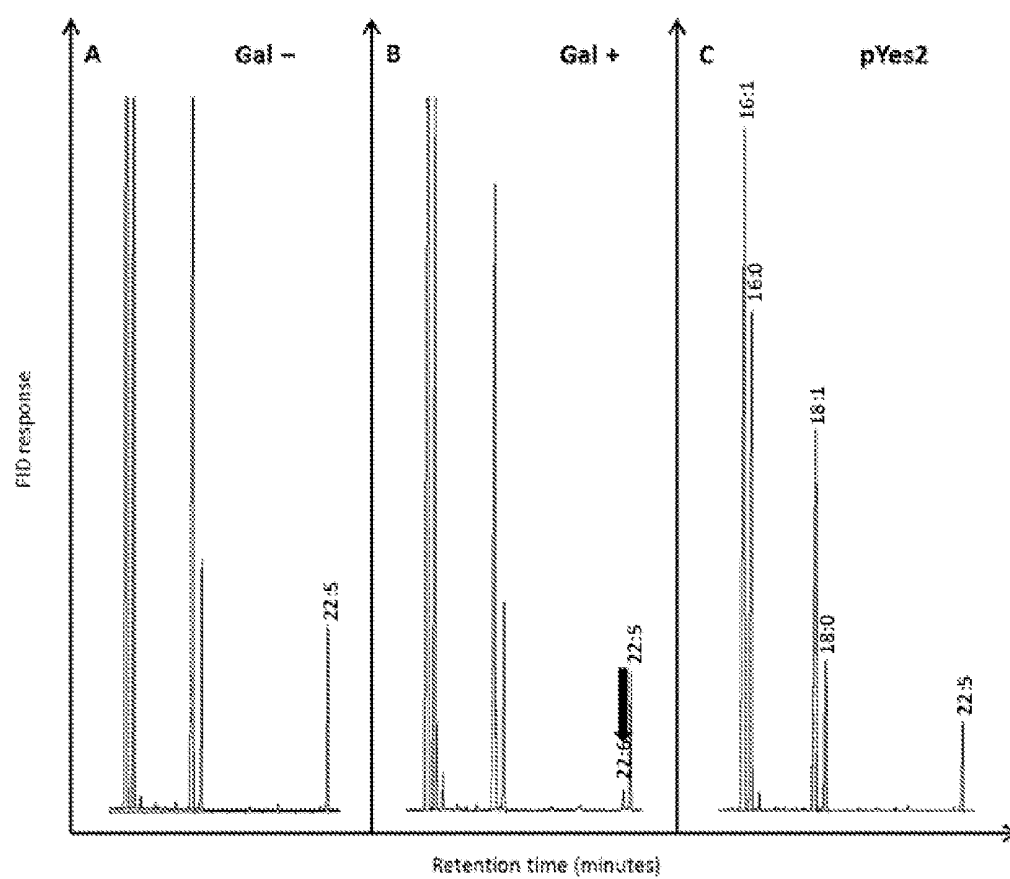 A Gal –
B Gal +
C pYes2
16:1
16:0
18:1
18:0
22:5
22:5
22:6
22:5
FID response
Retention time (minutes)